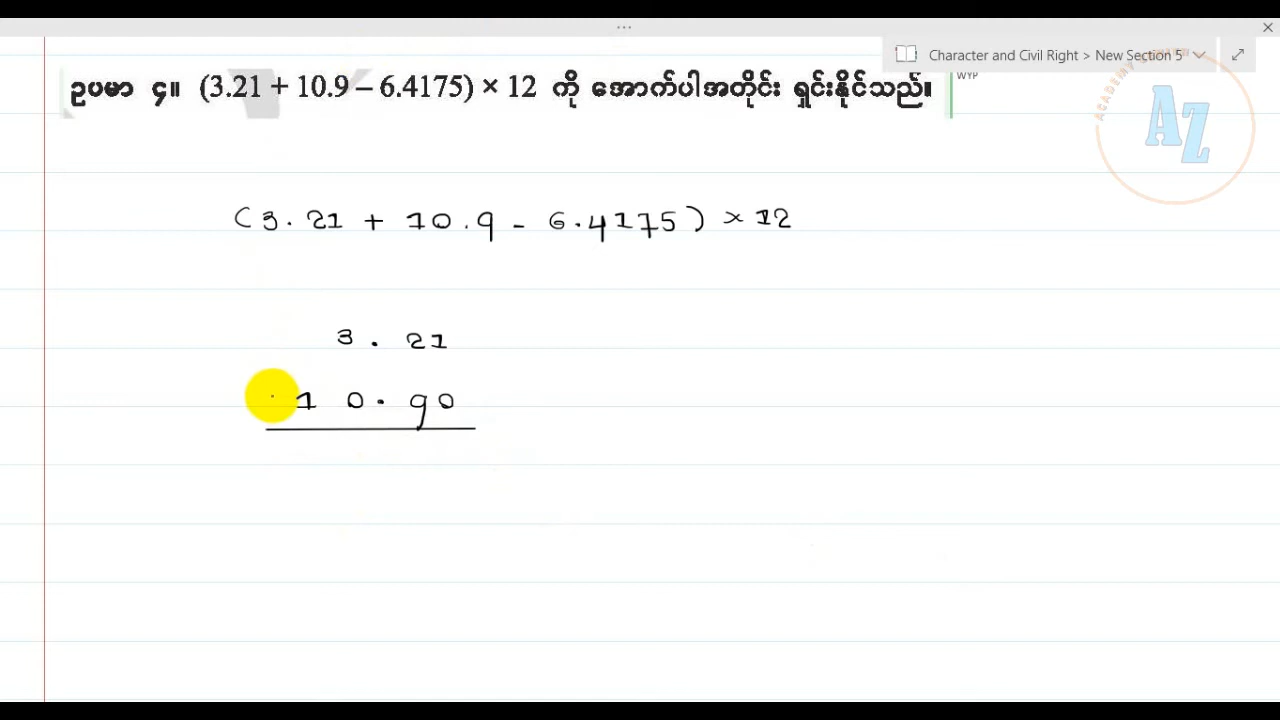 Character and Civil Right > New Section 5
WYP
ဥပမာ ၄။ (3.21 + 10.9 – 6.4175) × 12 ကို အောက်ပါအတိုင်း ရှင်းနိုင်သည်။
AZ
(3.21 + 10.9 - 6.4175) × 12
3.21
10.90